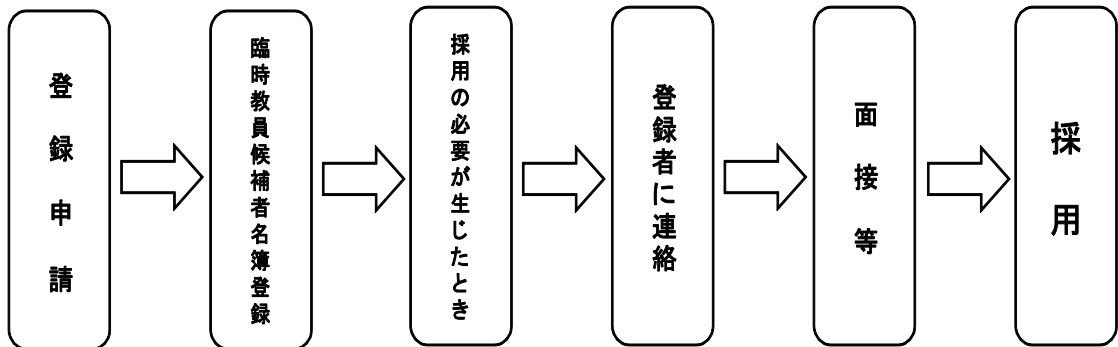 登録申請
臨時教員候補者名簿登録
採用の必要が生じたとき
登録者に連絡
面接等
採用